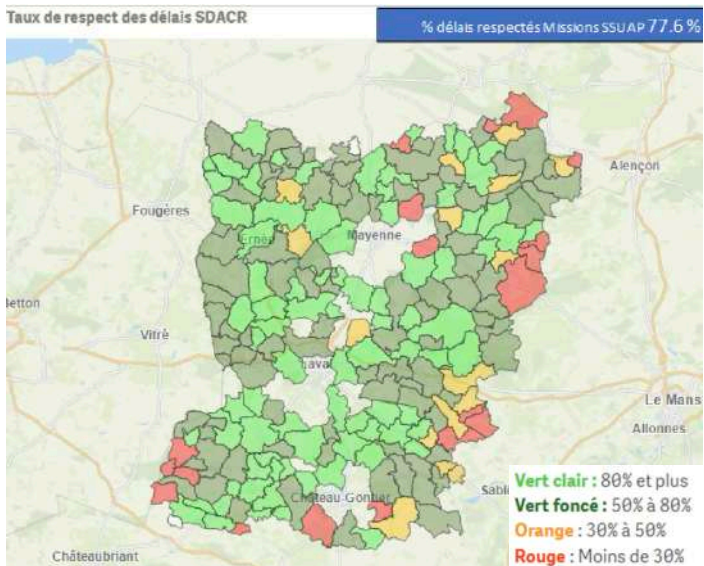 Taux de respect des délais SDACR
% délais respectés Missions SSUAP 77.6 %
Alençon
Fougères
Mayenne
Ernée
Betton
Vitré
Laval
Le Mans
Allonnes
Château-Gontier
Sablé
Châteaubriant
Vert clair : 80% et plus
Vert foncé : 50% à 80%
Orange : 30% à 50%
Rouge : Moins de 30%